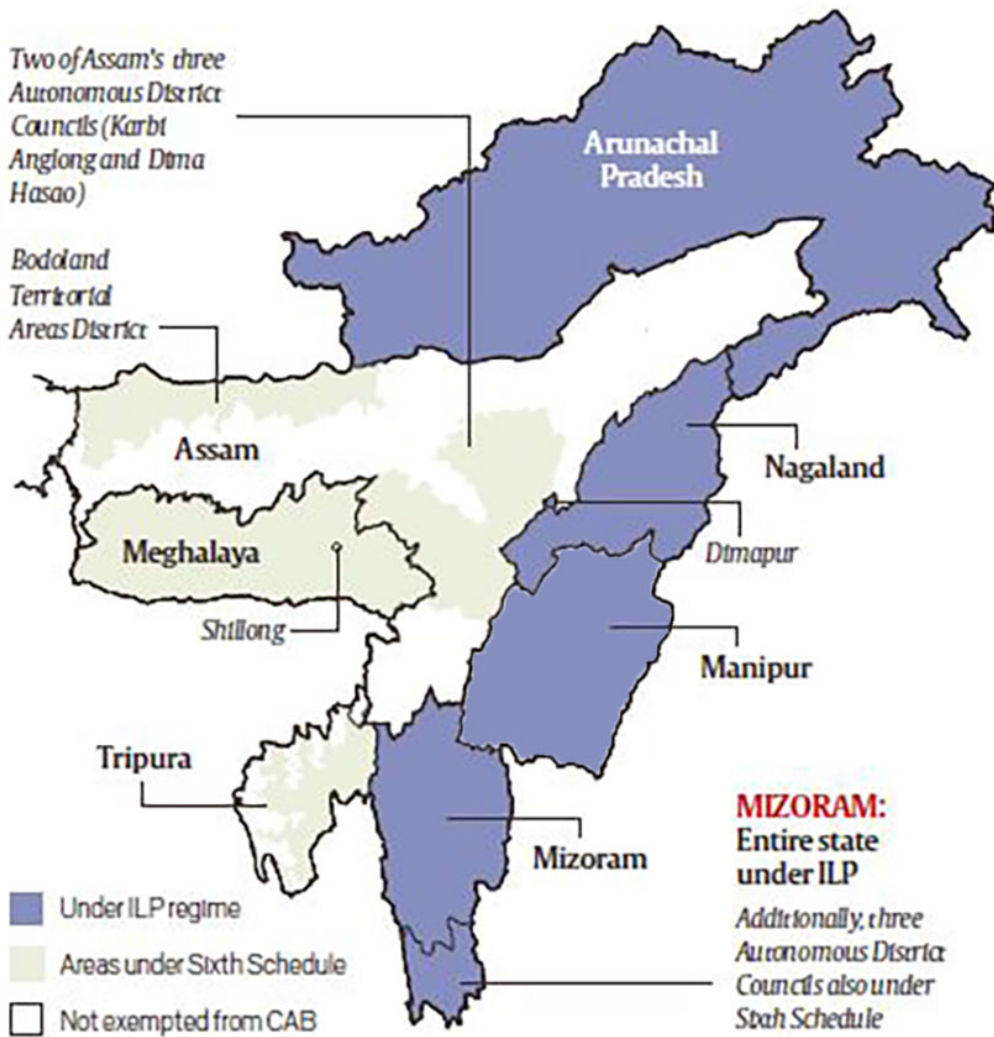 Two of Assam's three
Autonomous District
Councils (Karbi
Anglong and Dima
Hasao)
Bodoland
Territorial
Areas District
Arunachal
Pradesh
Assam
Nagaland
Meghalaya
Dimapur
Shillong
Manipur
Tripura
Mizoram
MIZORAM:
Entire state
under ILP
Additionally, three
Autonomous District
Councils also under
Sixth Schedule
Under ILP regime
Areas under Sixth Schedule
Not exempted from CAB